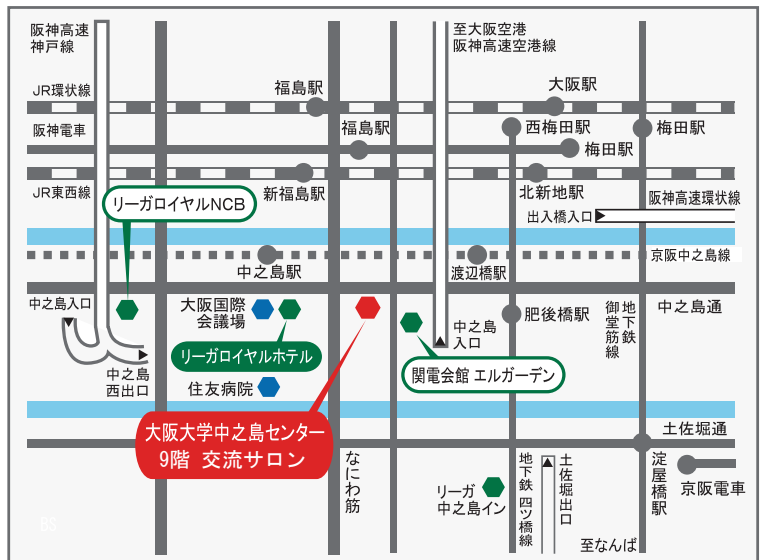 阪神高速
神戸線
至大阪空港
阪神高速空港線
JR環状線
福島駅
大阪駅
阪神電車
福島駅
西梅田駅
梅田駅
梅田駅
JR東西線
新福島駅
北新地駅
リーガロイヤルNCB
阪神高速環状線
出入橋入口
京阪中之島線
中之島駅
渡辺橋駅
中之島入口
大阪国際
会議場
中之島
入口
肥後橋駅
地下鉄
御堂筋線
中之島通
リーガロイヤルホテル
中之島
西出口
住友病院
関電会館 エルガーデン
大阪大学中之島センター
9階 交流サロン
土佐堀通
なにわ筋
リーガ
中之島イン
地下鉄 四ツ橋線
土佐堀出口
淀屋橋駅
京阪電車
至なんば
BS